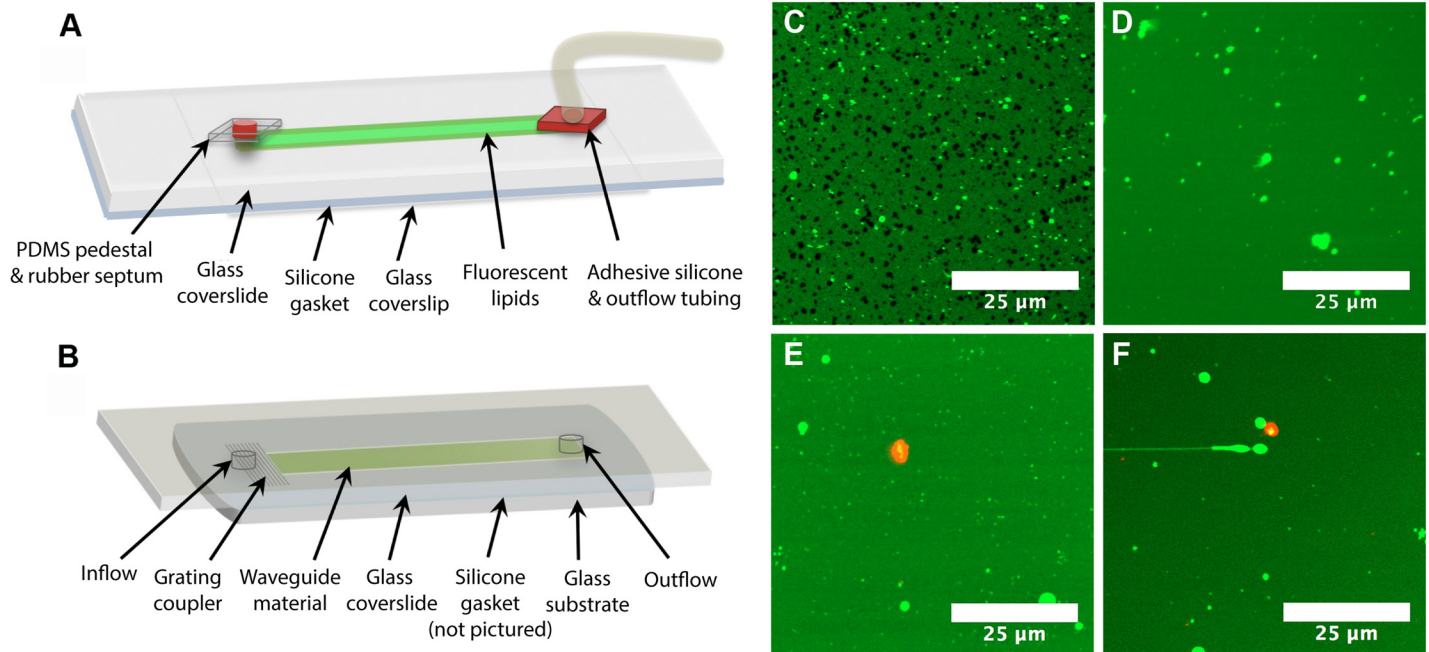 A
PDMS pedestal
& rubber septum
Glass
coverslide
Silicone
gasket
Glass
coverslip
Fluorescent
lipids
Adhesive silicone
& outflow tubing
B
Inflow
Grating
coupler
Waveguide
material
Glass
coverslide
Silicone
gasket
(not pictured)
Glass
substrate
Outflow
C
25 μm
D
25 μm
E
25 μm
F
25 μm